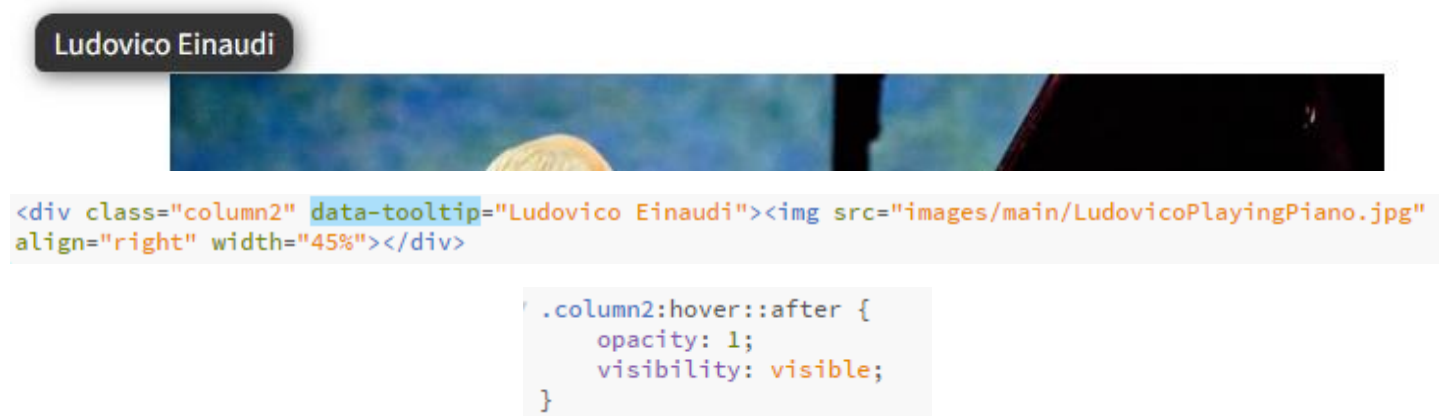 Ludovico Einaudi
<div class="column2" data-tooltip="Ludovico Einaudi"><img src="images/main/LudovicoPlayingPiano.jpg"
align="right" width="45%"></div>
.column2:hover::after {
opacity: 1;
visibility: visible;
}